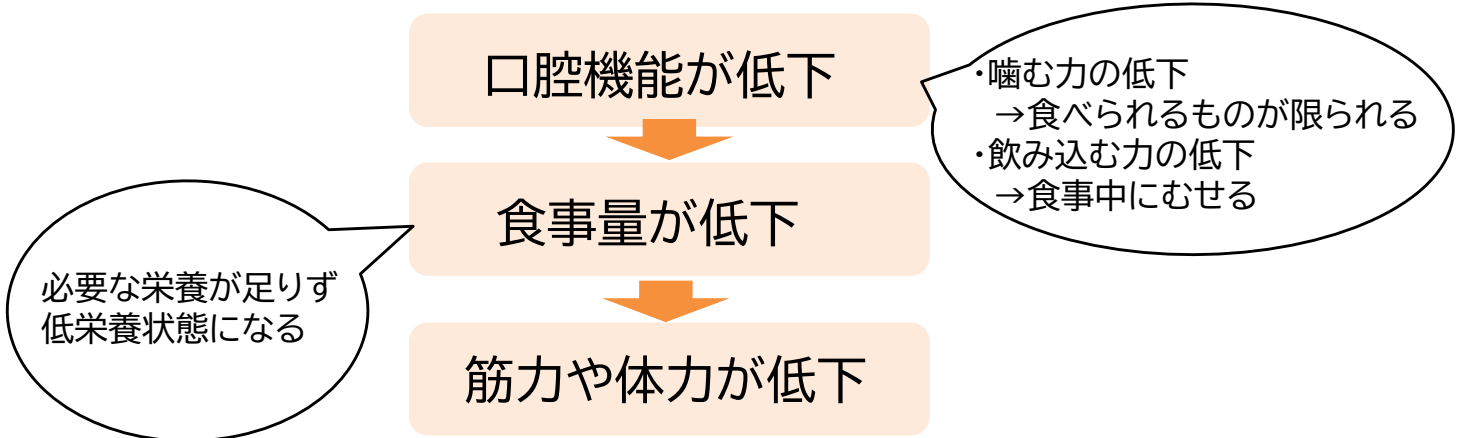 口腔機能が低下
・噛む力の低下
→食べられるものが限られる
・飲み込む力の低下
→食事中にむせる
食事量が低下
必要な栄養が足りず
低栄養状態になる
筋力や体力が低下